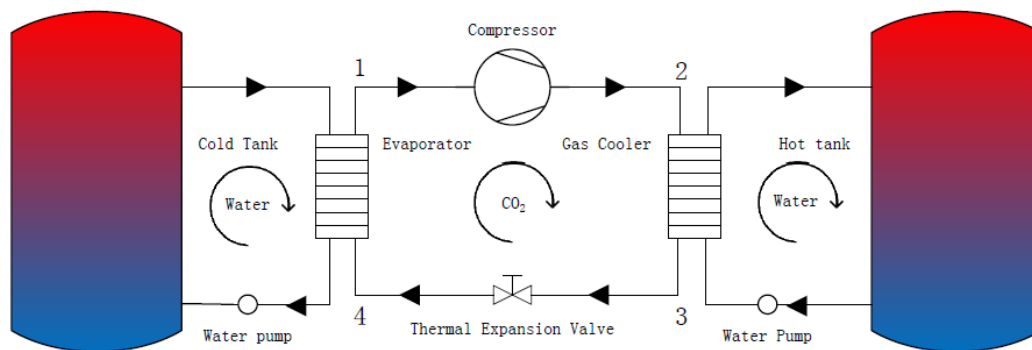 Compressor
1
2
Cold Tank
Evaporator
Gas Cooler
Hot tank
Water
CO₂
Water
4
3
Water pump
Thermal Expansion Valve
Water Pump